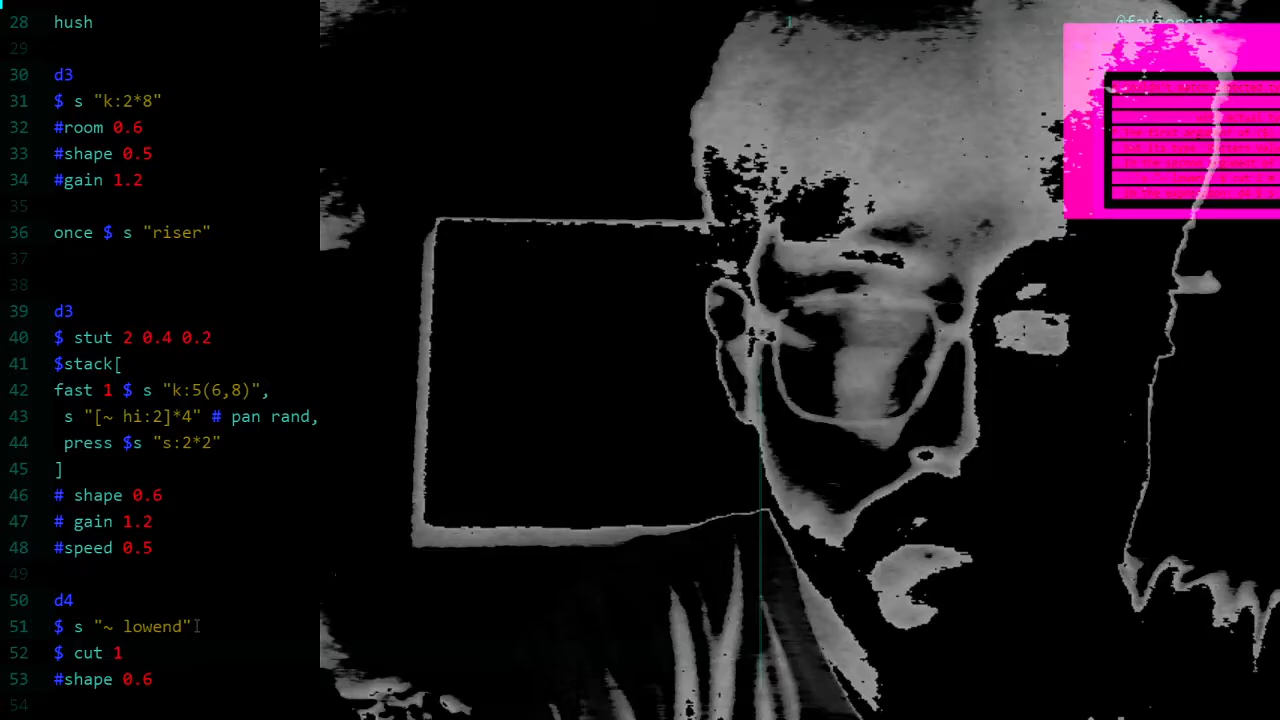 28 hush
29
30 d3
31 $ s "k:2*8"
32 #room 0.6
33 #shape 0.5
34 #gain 1.2
35
36 once $ s "riser"
37
38
39 d3
40 $ stut 2 0.4 0.2
41 $stack[
42 fast 1 $ s "k:5(6,8)",
43 s "[~ hi:2]*4" # pan rand,
44 press $s "s:2*2"
45 ]
46 # shape 0.6
47 # gain 1.2
48 #speed 0.5
49
50 d4
51 $ s "~ lowend"
52 $ cut 1
53 #shape 0.6
54
1
@faviorojas